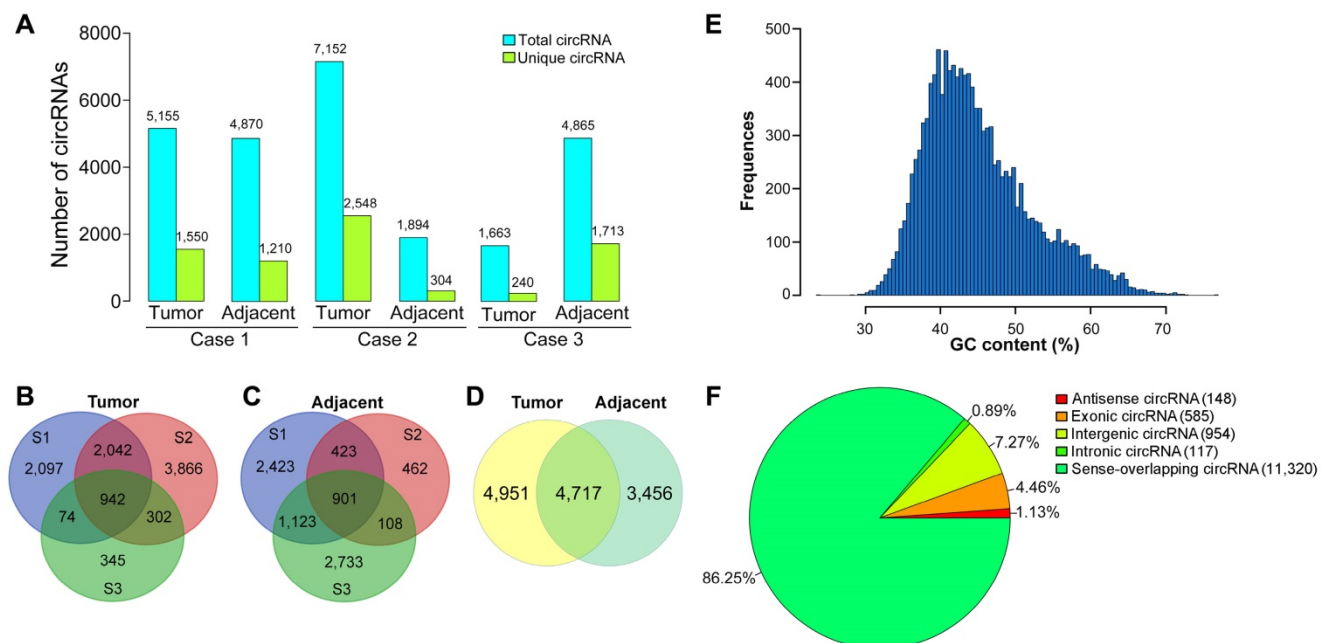 A
Number of circRNAs
8000
6000
4000
2000
0
Total circRNA
Unique circRNA
5,155
1,550
4,870
1,210
7,152
2,548
1,894
304
1,663
240
4,865
1,713
Tumor Adjacent Tumor Adjacent Tumor Adjacent
Case 1 Case 2 Case 3
B
Tumor
S1
S2
2,042
2,097
3,866
942
74
302
345
S3
C
Adjacent
S1
S2
423
2,423
462
901
1,123
108
2,733
S3
D
Tumor Adjacent
4,951 4,717 3,456
E
Frequences
500
400
300
200
100
0
30 40 50 60 70
GC content (%)
F
0.89%
7.27%
4.46%
1.13%
86.25%
Antisense circRNA (148)
Exonic circRNA (585)
Intergenic circRNA (954)
Intronic circRNA (117)
Sense-overlapping circRNA (11,320)